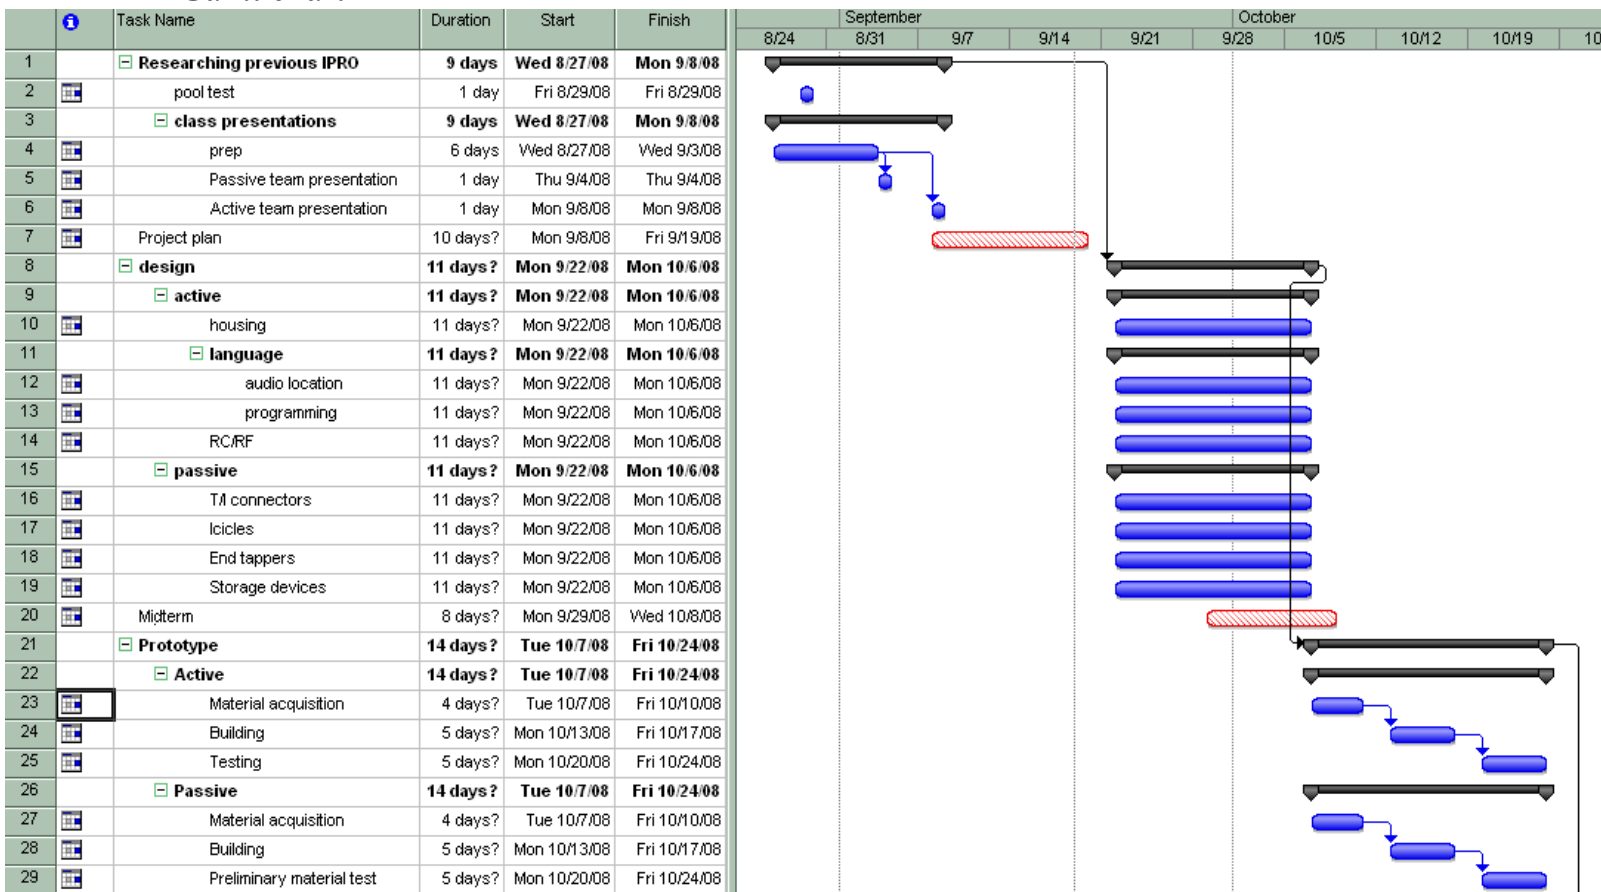 Task Name Duration Start Finish September October
8/24 8/31 9/7 9/14 9/21 9/28 10/5 10/12 10/19 10
1 Researching previous IPRO 9 days Wed 8/27/08 Mon 9/8/08
2 pool test 1 day Fri 8/29/08 Fri 8/29/08
3 class presentations 9 days Wed 8/27/08 Mon 9/8/08
4 prep 6 days Wed 8/27/08 Wed 9/3/08
5 Passive team presentation 1 day Thu 9/4/08 Thu 9/4/08
6 Active team presentation 1 day Mon 9/8/08 Mon 9/8/08
7 Project plan 10 days? Mon 9/8/08 Fri 9/19/08
8 design 11 days? Mon 9/22/08 Mon 10/6/08
9 active 11 days? Mon 9/22/08 Mon 10/6/08
10 housing 11 days? Mon 9/22/08 Mon 10/6/08
11 language 11 days? Mon 9/22/08 Mon 10/6/08
12 audio location 11 days? Mon 9/22/08 Mon 10/6/08
13 programming 11 days? Mon 9/22/08 Mon 10/6/08
14 RC/RF 11 days? Mon 9/22/08 Mon 10/6/08
15 passive 11 days? Mon 9/22/08 Mon 10/6/08
16 T/I connectors 11 days? Mon 9/22/08 Mon 10/6/08
17 Icicles 11 days? Mon 9/22/08 Mon 10/6/08
18 End tappers 11 days? Mon 9/22/08 Mon 10/6/08
19 Storage devices 11 days? Mon 9/22/08 Mon 10/6/08
20 Midterm 8 days? Mon 9/29/08 Wed 10/8/08
21 Prototype 14 days? Tue 10/7/08 Fri 10/24/08
22 Active 14 days? Tue 10/7/08 Fri 10/24/08
23 Material acquisition 4 days? Tue 10/7/08 Fri 10/10/08
24 Building 5 days? Mon 10/13/08 Fri 10/17/08
25 Testing 5 days? Mon 10/20/08 Fri 10/24/08
26 Passive 14 days? Tue 10/7/08 Fri 10/24/08
27 Material acquisition 4 days? Tue 10/7/08 Fri 10/10/08
28 Building 5 days? Mon 10/13/08 Fri 10/17/08
29 Preliminary material test 5 days? Mon 10/20/08 Fri 10/24/08